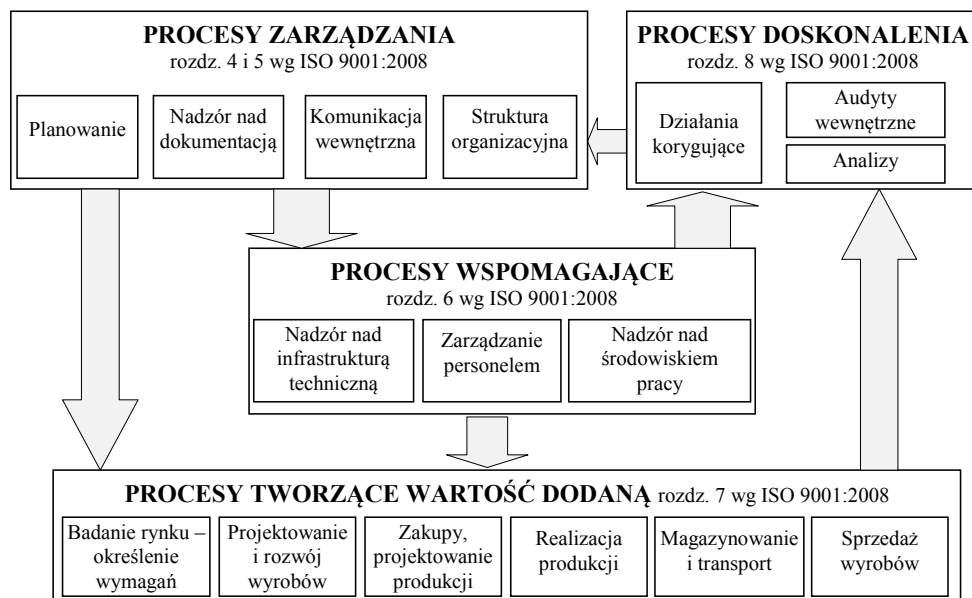 PROCESY ZARZĄDZANIA
rozdz. 4 i 5 wg ISO 9001:2008
Planowanie
Nadzór nad
dokumentacją
Komunikacja
wewnętrzna
Struktura
organizacyjna
PROCESY DOSKONALENIA
rozdz. 8 wg ISO 9001:2008
Działania
korygujące
Audyty
wewnętrzne
Analizy
PROCESY WSPOMAGAJĄCE
rozdz. 6 wg ISO 9001:2008
Nadzór nad
infrastrukturą
techniczną
Zarządzanie
personelem
Nadzór nad
środowiskiem
pracy
PROCESY TWORZĄCE WARTOŚĆ DODANĄ rozdz. 7 wg ISO 9001:2008
Badanie rynku –
określenie
wymagań
Projektowanie
i rozwój
wyrobów
Zakupy,
projektowanie
produkcji
Realizacja
produkcji
Magazynowanie
i transport
Sprzedaż
wyrobów